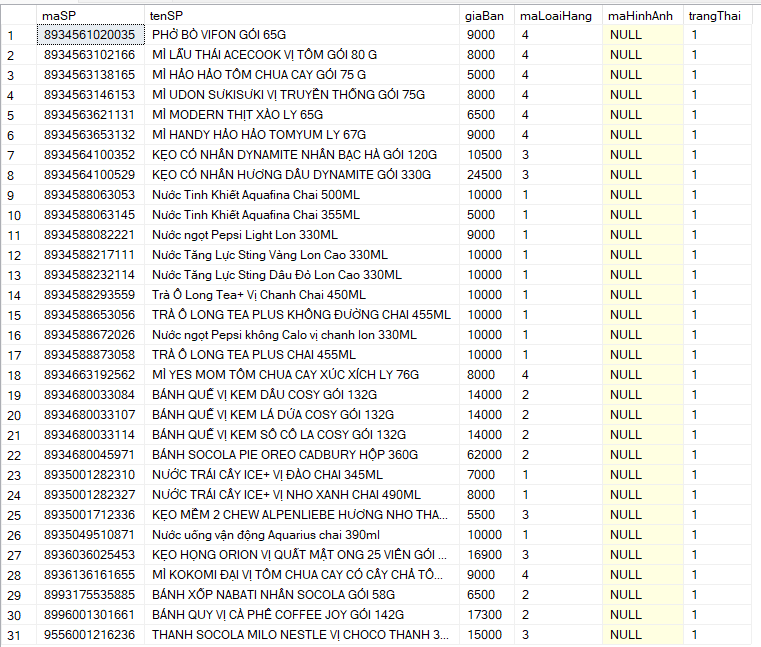 maSP tenSP giaBan maLoaiHang maHinhAnh trangThai
1 8934561020035 PHỞ BÒ VIFON GÓI 65G 9000 4 NULL 1
2 8934563102166 MÌ LẨU THÁI ACECOOK VỊ TÔM GÓI 80 G 8000 4 NULL 1
3 8934563138165 MÌ HẢO HẢO TÔM CHUA CAY GÓI 75 G 5000 4 NULL 1
4 8934563146153 MÌ UDON SUKISUKI VỊ TRUYỀN THỐNG GÓI 75G 8000 4 NULL 1
5 8934563621131 MÌ MODERN THỊT XÀO LY 65G 6500 4 NULL 1
6 8934563653132 MÌ HANDY HẢO HẢO TOMYUM LY 67G 9000 4 NULL 1
7 8934564100352 KẸO CÓ NHÂN DYNAMITE NHÂN BẠC HÀ GÓI 120G 10500 3 NULL 1
8 8934564100529 KẸO CÓ NHÂN HƯƠNG DÂU DYNAMITE GÓI 330G 24500 3 NULL 1
9 8934588063053 Nước Tinh Khiết Aquafina Chai 500ML 10000 1 NULL 1
10 8934588063145 Nước Tinh Khiết Aquafina Chai 355ML 5000 1 NULL 1
11 8934588082221 Nước ngọt Pepsi Light Lon 330ML 9000 1 NULL 1
12 8934588217111 Nước Tăng Lực Sting Vàng Lon Cao 330ML 10000 1 NULL 1
13 8934588232114 Nước Tăng Lực Sting Dâu Đỏ Lon Cao 330ML 10000 1 NULL 1
14 8934588293559 Trà Ô Long Tea+ Vị Chanh Chai 450ML 10000 1 NULL 1
15 8934588653056 TRÀ Ô LONG TEA PLUS KHÔNG ĐƯỜNG CHAI 455ML 10000 1 NULL 1
16 8934588672026 Nước ngọt Pepsi không Calo vị chanh lon 330ML 10000 1 NULL 1
17 8934588873058 TRÀ Ô LONG TEA PLUS CHAI 455ML 10000 1 NULL 1
18 8934663192562 MÌ YES MOM TÔM CHUA CAY XÚC XÍCH LY 76G 8000 4 NULL 1
19 8934680033084 BÁNH QUẾ VỊ KEM DÂU COSY GÓI 132G 14000 2 NULL 1
20 8934680033107 BÁNH QUẾ VỊ KEM LÁ DỨA COSY GÓI 132G 14000 2 NULL 1
21 8934680033114 BÁNH QUẾ VỊ KEM SÔ CÔ LA COSY GÓI 132G 14000 2 NULL 1
22 8934680045971 BÁNH SOCOLA PIE OREO CADBURY HỘP 360G 62000 2 NULL 1
23 8935001282310 NƯỚC TRÁI CÂY ICE+ VỊ ĐÀO CHAI 345ML 7000 1 NULL 1
24 8935001282327 NƯỚC TRÁI CÂY ICE+ VỊ NHO XANH CHAI 490ML 8000 1 NULL 1
25 8935001712336 KẸO MỀM 2 CHEW ALPENLIEBE HƯƠNG NHO THA... 5500 3 NULL 1
26 8935049510871 Nước uống vận động Aquarius chai 390ml 10000 1 NULL 1
27 8936036025453 KẸO HỌNG ORION VỊ QUẤT MẬT ONG 25 VIÊN GÓI ... 16900 3 NULL 1
28 8936136161655 MÌ KOKOMI ĐẠI VỊ TÔM CHUA CAY CÓ CÂY CHẢ TÔ... 9000 4 NULL 1
29 8993175535885 BÁNH XỐP NABATI NHÂN SOCOLA GÓI 58G 6500 2 NULL 1
30 8996001301661 BÁNH QUY VỊ CÀ PHÊ COFFEE JOY GÓI 142G 17300 2 NULL 1
31 9556001216236 THANH SOCOLA MILO NESTLE VỊ CHOCO THANH 3... 15000 3 NULL 1